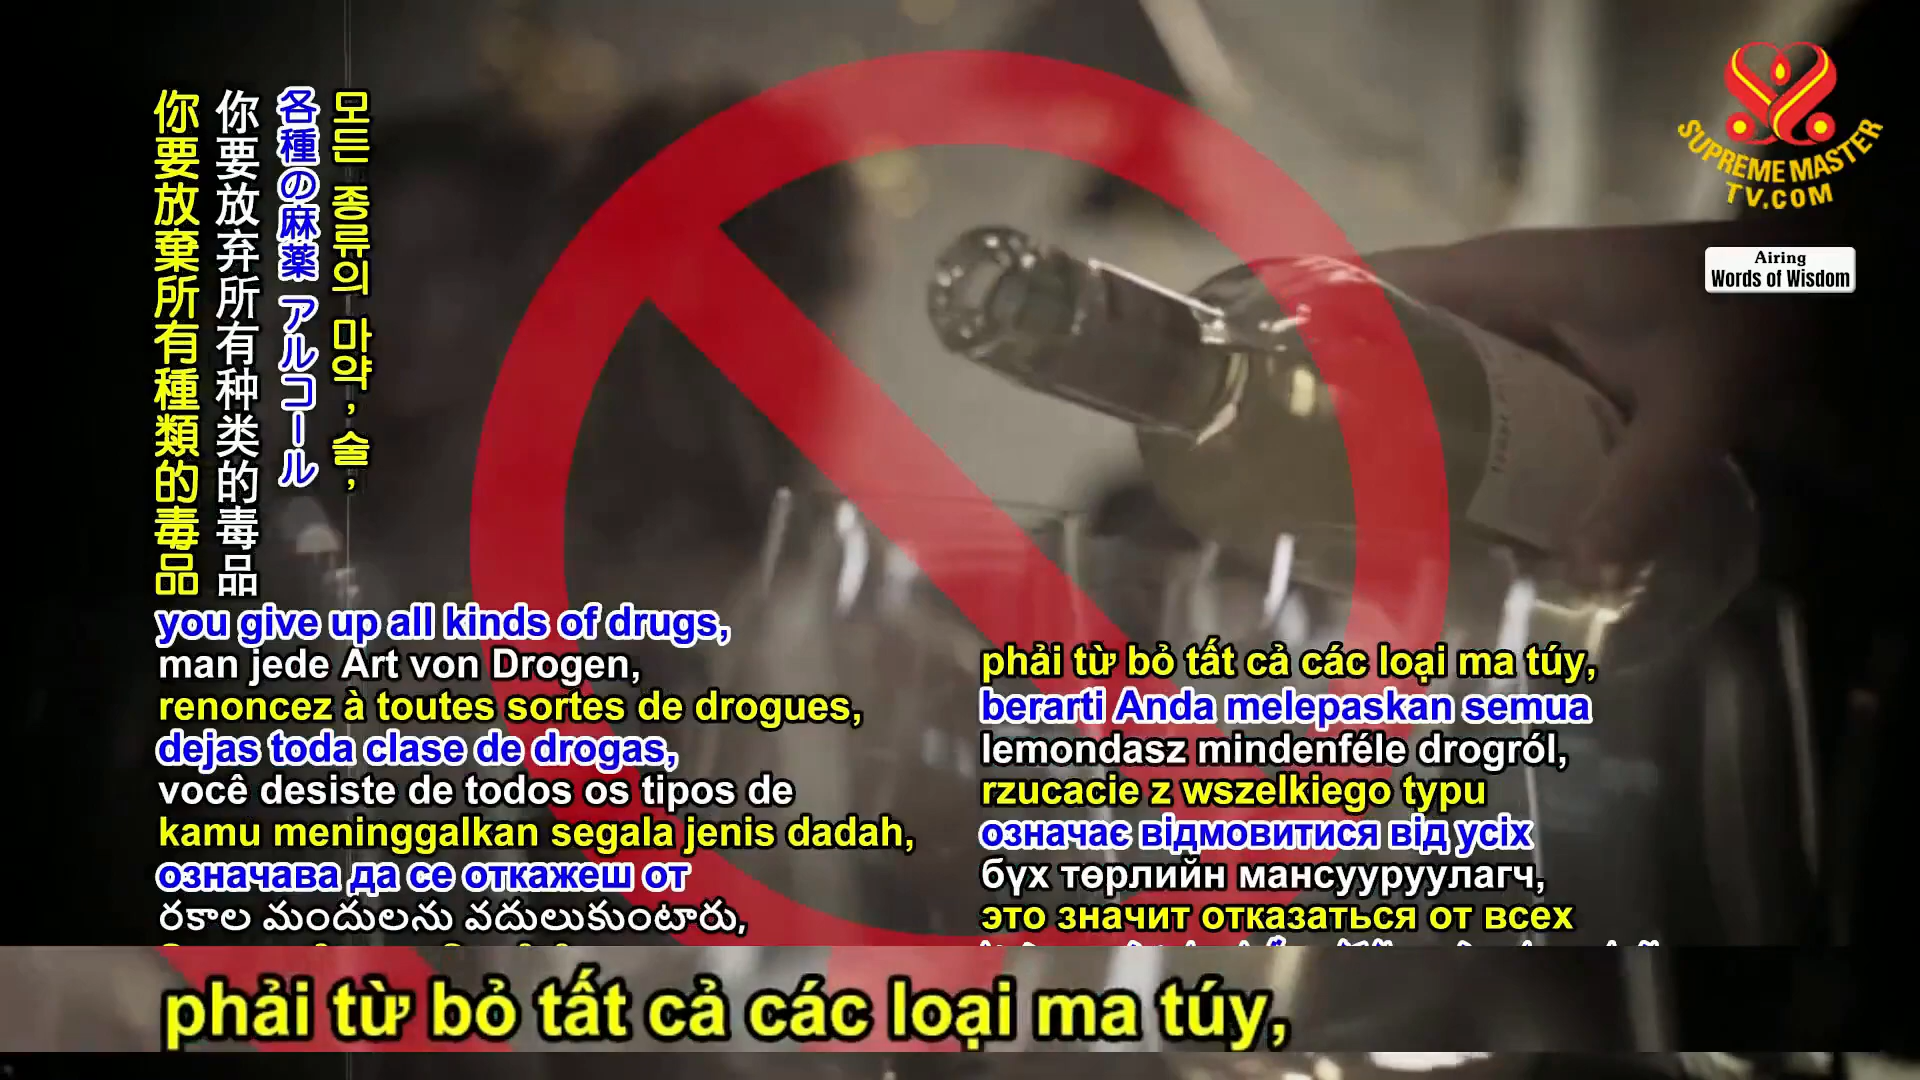 你要放棄所有種類的毒品
你要放弃所有种类的毒品
各種の麻薬 アルコール
모든 종류의 마약, 술,
you give up all kinds of drugs,
man jede Art von Drogen,
renoncez à toutes sortes de drogues,
dejas toda clase de drogas,
você desiste de todos os tipos de
kamu meninggalkan segala jenis dadah,
означава да се откажеш от
రకాల మందులను వదులుకుంటారు,
phải từ bỏ tất cả các loại ma túy,
berarti Anda melepaskan semua
lemondasz mindenféle drogról,
rzucacie z wszelkiego typu
означає відмовитися від усіх
бүх төрлийн мансууруулагч,
это значит отказаться от всех
SUPREME MASTER
TV.COM
Airing
Words of Wisdom
phải từ bỏ tất cả các loại ma túy,